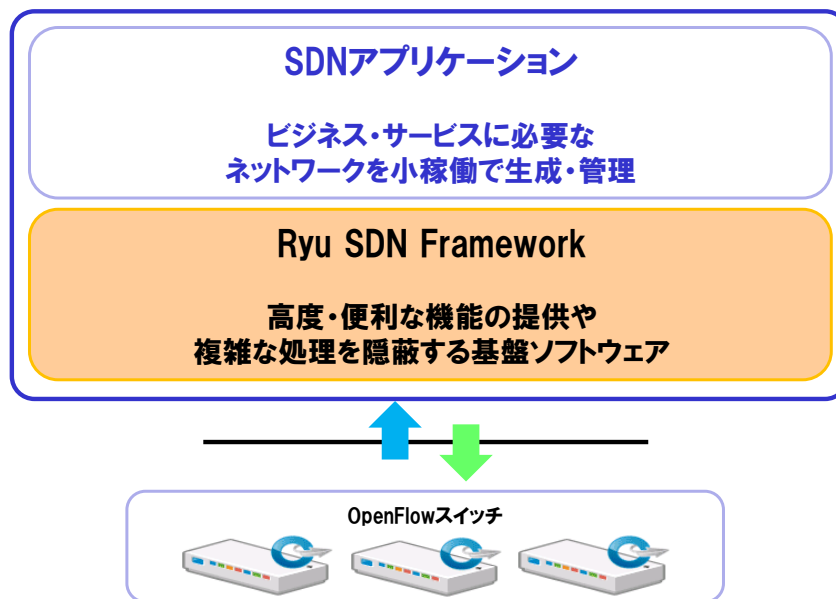 SDNアプリケーション
ビジネス・サービスに必要な
ネットワークを小稼働で生成・管理
Ryu SDN Framework
高度・便利な機能の提供や
複雑な処理を隠蔽する基盤ソフトウェア
OpenFlowスイッチ